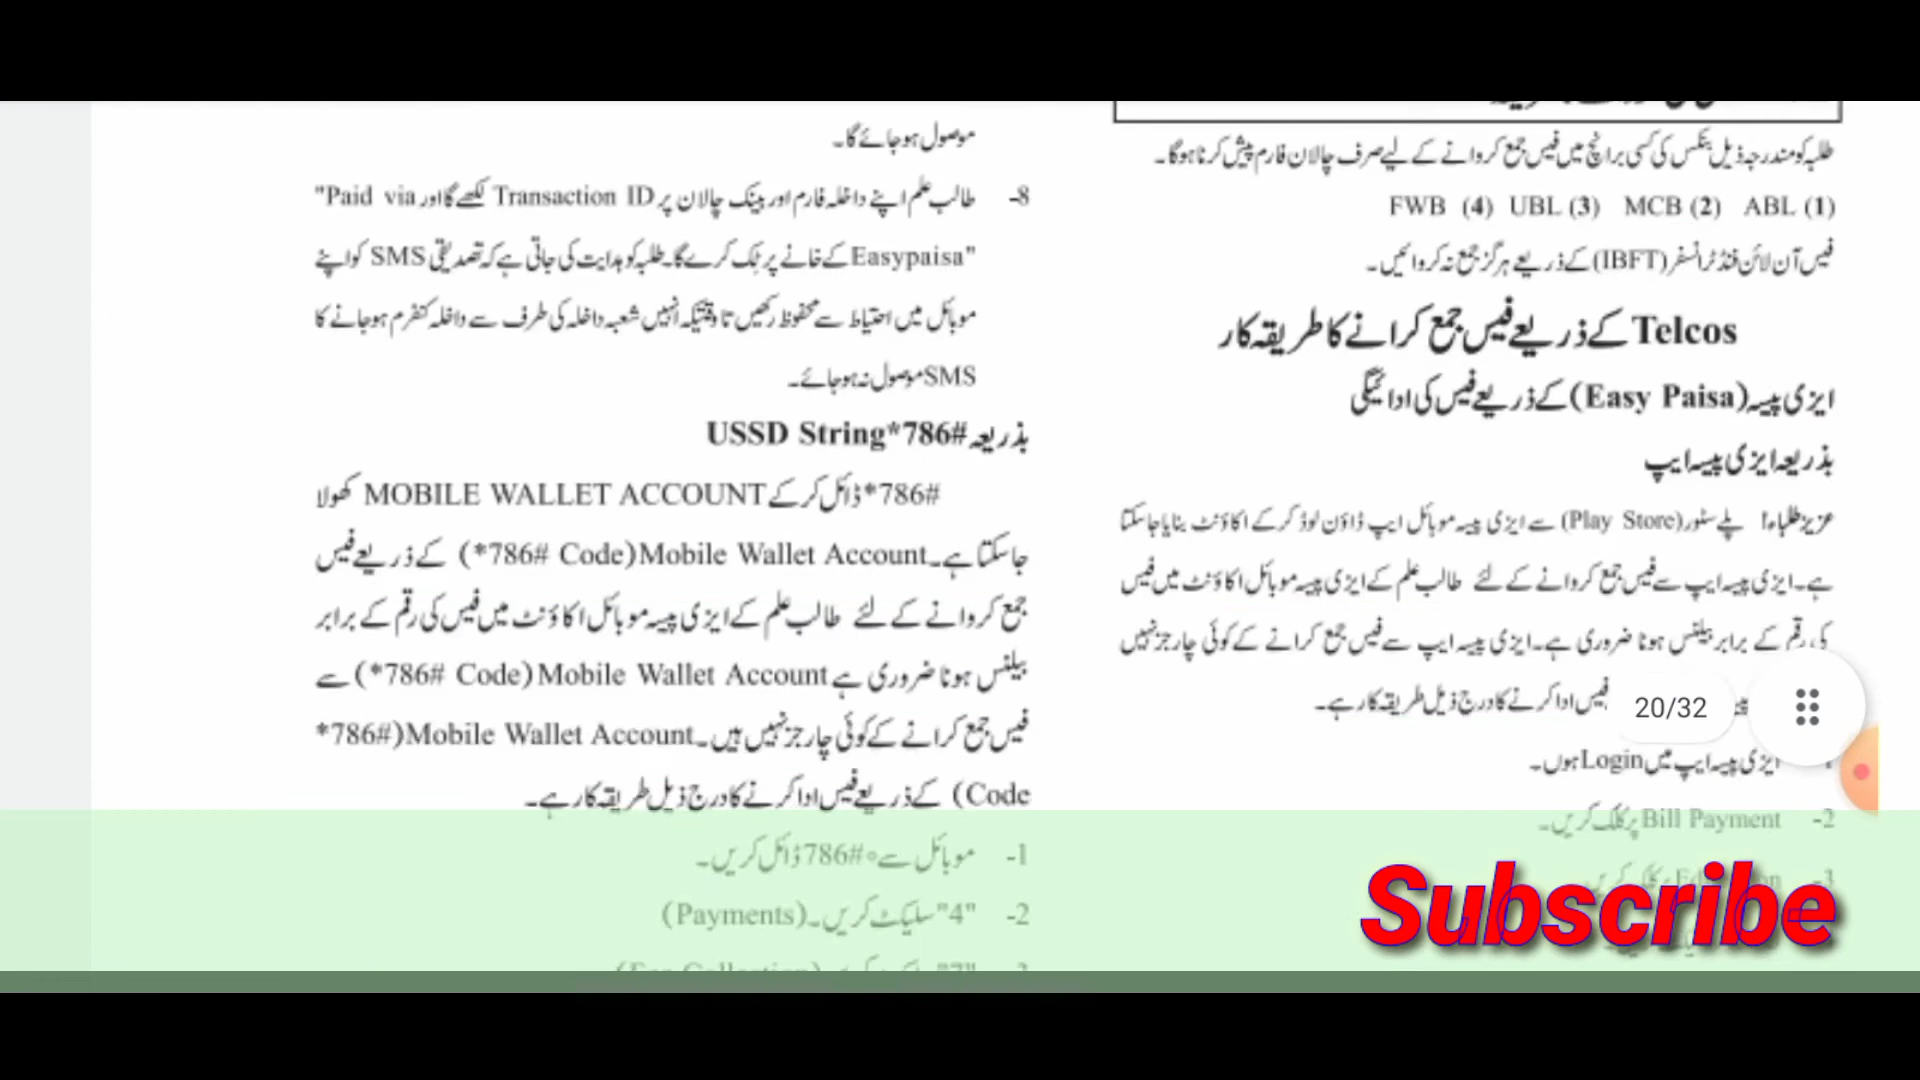 طلبہ کو مندرجہ ذیل بنکس کی کسی برانچ میں فیس جمع کروانے کے لیے صرف چالان فارم پیش کرنا ہوگا۔
(1) ABL (2) MCB (3) UBL (4) FWB
فیس آن لائن فنڈ ٹرانسفر (IBFT) کے ذریعے ہرگز جمع نہ کروائیں۔
Telcos کے ذریعے فیس جمع کرانے کا طریقہ کار
ایزی پیسہ (Easy Paisa) کے ذریعے فیس کی ادائیگی
بذریعہ ایزی پیسہ ایپ
عزیز طلباء! پلے سٹور (Play Store) سے ایزی پیسہ موبائل ایپ ڈاؤن لوڈ کر کے اکاؤنٹ بنایا جا سکتا
ہے۔ ایزی پیسہ ایپ سے فیس جمع کروانے کے لئے طالب علم کے ایزی پیسہ موبائل اکاؤنٹ میں فیس
کی رقم کے برابر بیلنس ہونا ضروری ہے۔ ایزی پیسہ ایپ سے فیس جمع کرانے کے کوئی چارجز نہیں
فیس ادا کرنے کا درج ذیل طریقہ کار ہے۔
ایزی پیسہ ایپ میں Login ہوں۔
2- Bill Payment پر کلک کریں۔
3-
موصول ہو جائے گا۔
8- طالب علم اپنے داخلہ فارم اور بینک چالان پر Transaction ID لکھے گا اور "Paid via
Easypaisa" کے خانے پر ٹِک کرے گا۔ طلبہ کو ہدایت کی جاتی ہے کہ تصدیقی SMS کو اپنے
موبائل میں احتیاط سے محفوظ رکھیں تا وقتیکہ انہیں شعبہ داخلہ کی طرف سے داخلہ کنفرم ہو جانے کا
SMS موصول نہ ہو جائے۔
بذریعہ USSD String*786#
*786# ڈائل کر کے MOBILE WALLET ACCOUNT کھولا
جا سکتا ہے۔ Mobile Wallet Account (*786# Code) کے ذریعے فیس
جمع کروانے کے لئے طالب علم کے ایزی پیسہ موبائل اکاؤنٹ میں فیس کی رقم کے برابر
بیلنس ہونا ضروری ہے Mobile Wallet Account (*786# Code) سے
فیس جمع کرانے کے کوئی چارجز نہیں ہیں۔ Mobile Wallet Account (*786#
Code) کے ذریعے فیس ادا کرنے کا درج ذیل طریقہ کار ہے۔
1- موبائل سے *786# ڈائل کریں۔
2- "4" سلیکٹ کریں۔ (Payments)
20/32
Subscribe